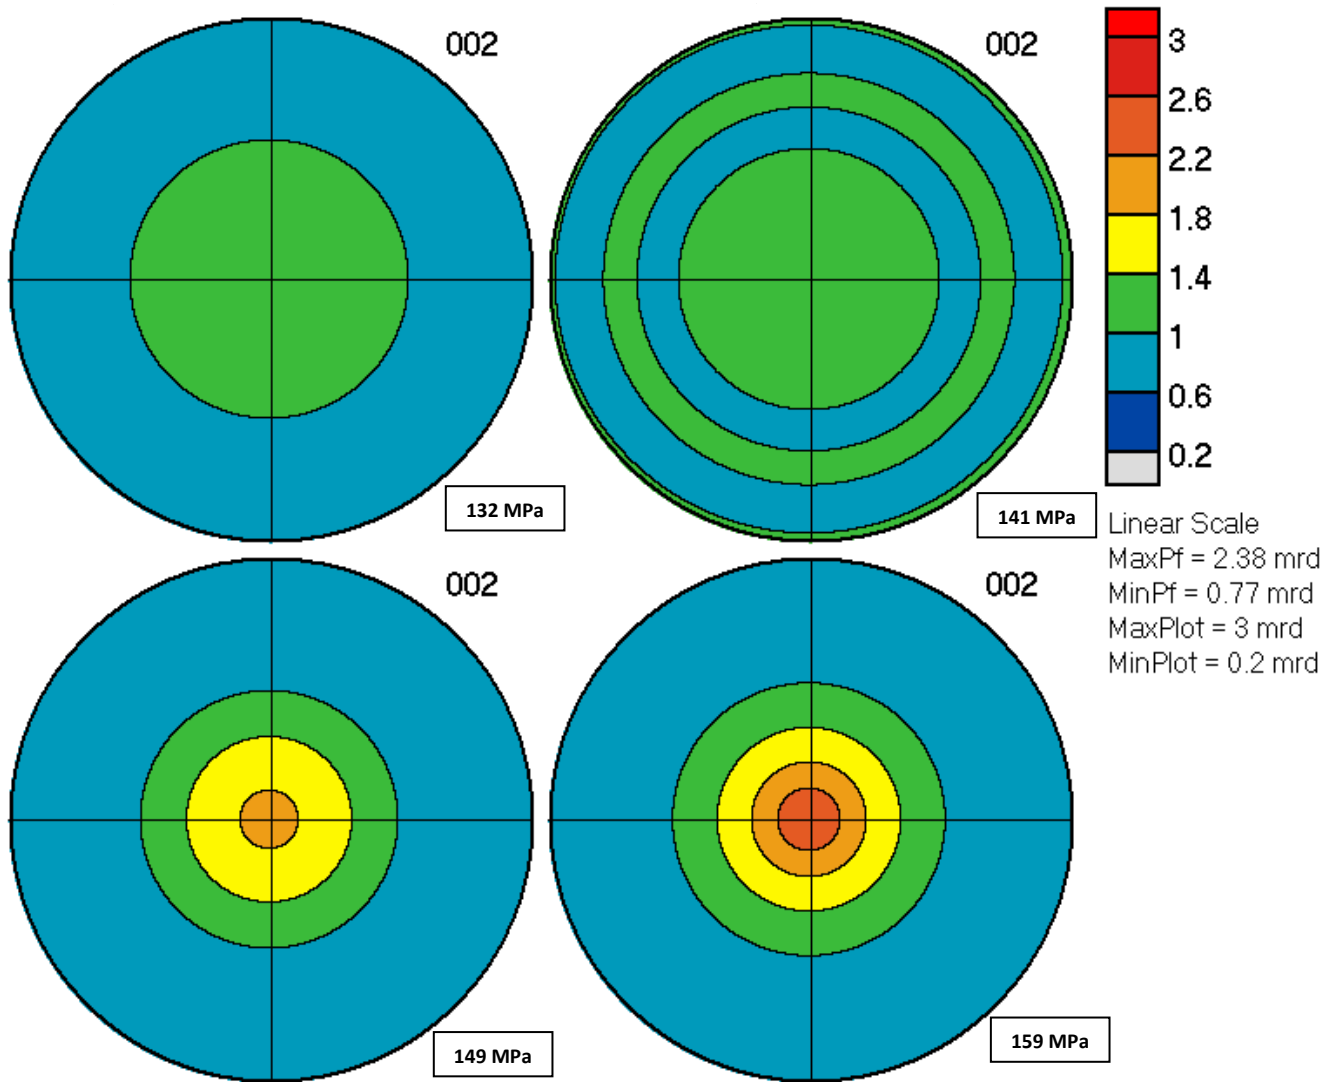 002
002
3
2.6
2.2
1.8
1.4
1
0.6
0.2
132 MPa
141 MPa
Linear Scale
MaxPf = 2.38 mrd
MinPf = 0.77 mrd
MaxPlot = 3 mrd
MinPlot = 0.2 mrd
002
002
149 MPa
159 MPa